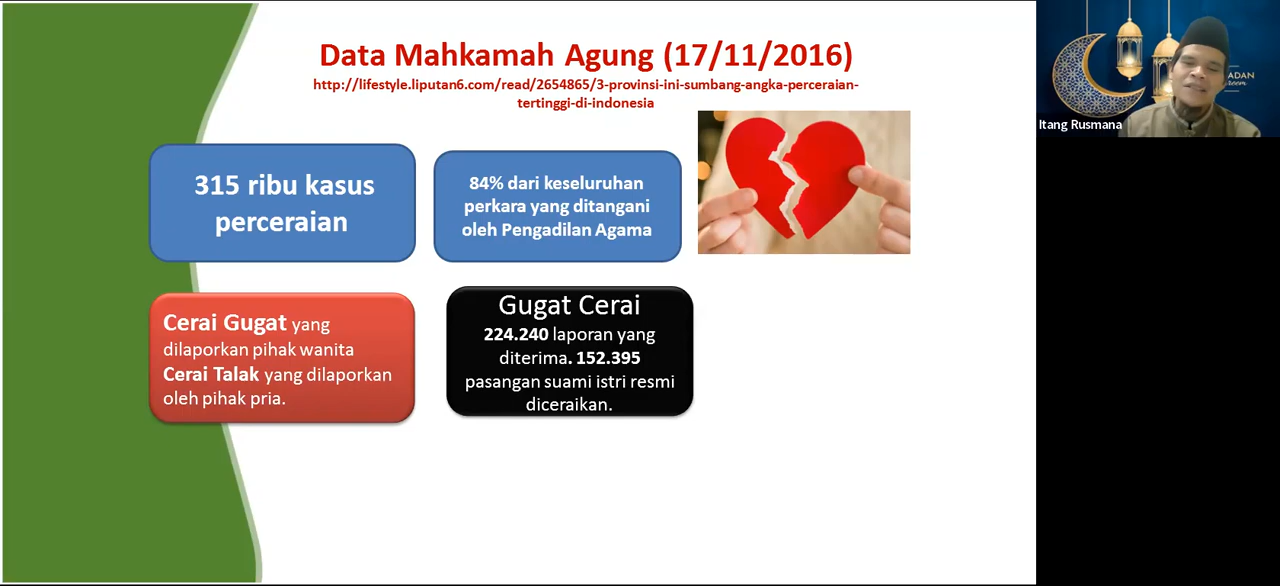 Data Mahkamah Agung (17/11/2016)
http://lifestyle.liputan6.com/read/2654865/3-provinsi-ini-sumbang-angka-perceraian-
tertinggi-di-indonesia
315 ribu kasus
perceraian
84% dari keseluruhan
perkara yang ditangani
oleh Pengadilan Agama
Cerai Gugat yang
dilaporkan pihak wanita
Cerai Talak yang dilaporkan
oleh pihak pria.
Gugat Cerai
224.240 laporan yang
diterima. 152.395
pasangan suami istri resmi
diceraikan.
Itang Rusmana